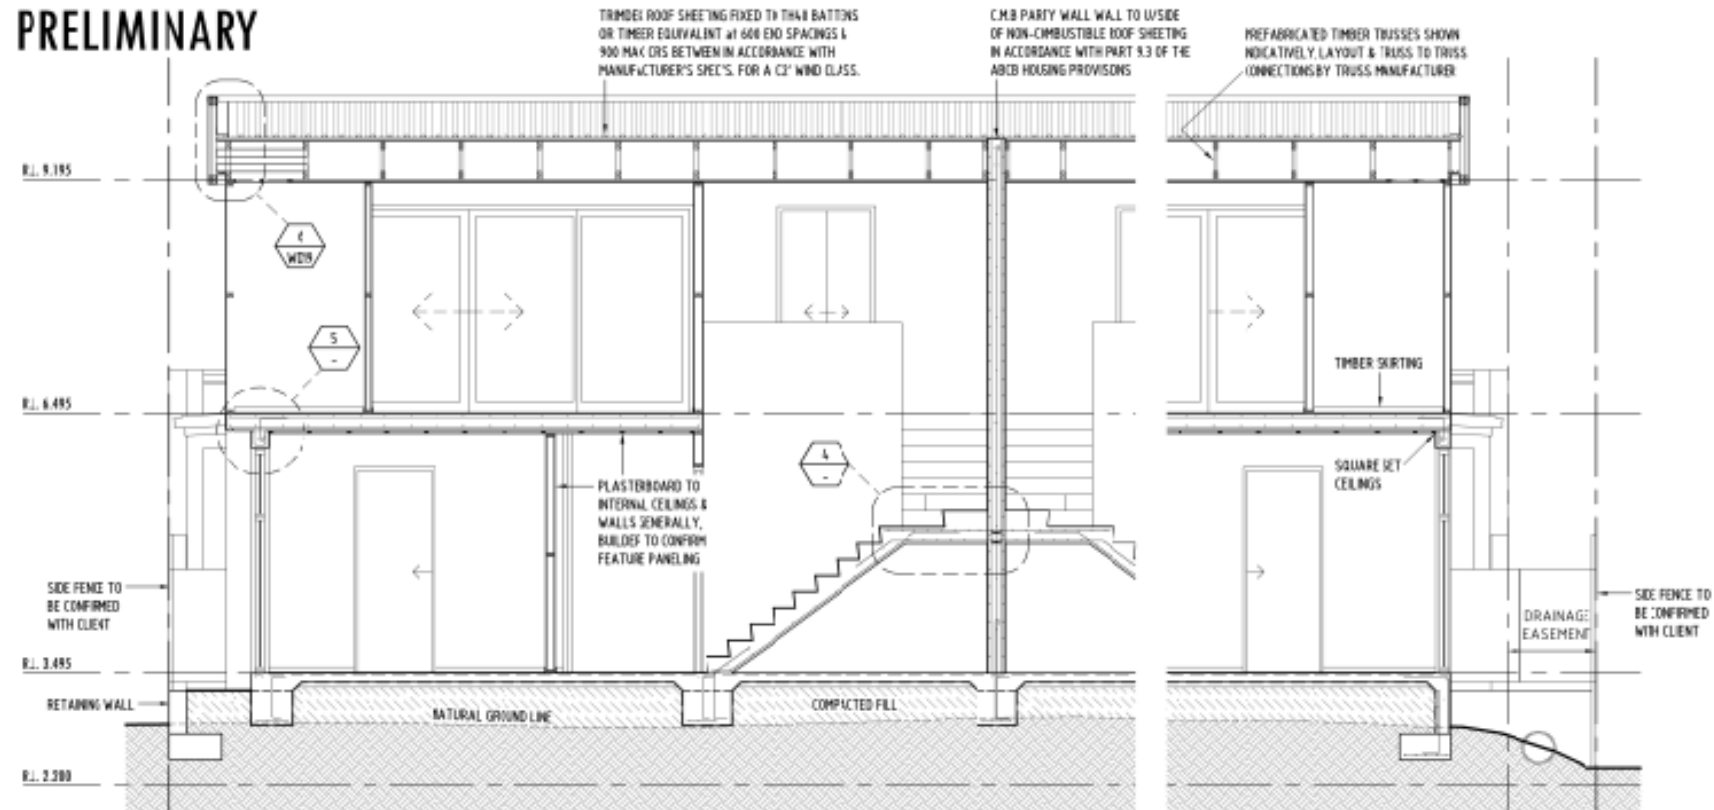 PRELIMINARY
TRIMDEK ROOF SHEETING FIXED TO TH40 BATTENS
OR TIMBER EQUIVALENT at 600 END SPACINGS &
900 MAX CRS BETWEEN IN ACCORDANCE WITH
MANUFACTURER'S SPEC'S. FOR A C2' WIND CLASS.
C.M.B PARTY WALL WALL TO U/SIDE
OF NON-CMBUSTIBLE ROOF SHEETING
IN ACCORDANCE WITH PART 9.3 OF THE
ABCB HOUSING PROVISONS
PREFABRICATED TIMBER TRUSSES SHOWN
INDICATIVELY, LAYOUT & TRUSS TO TRUSS
CONNECTIONS BY TRUSS MANUFACTURER
R.L. 9.195
WD19
5
-
TIMBER SKIRTING
R.L. 6.495
4
-
PLASTERBOARD TO
INTERNAL CEILINGS &
WALLS GENERALLY,
BUILDER TO CONFIRM
FEATURE PANELING
SQUARE SET
CEILINGS
SIDE FENCE TO
BE CONFIRMED
WITH CLIENT
SIDE FENCE TO
BE CONFIRMED
WITH CLIENT
DRAINAGE
EASEMENT
R.L. 3.495
RETAINING WALL
NATURAL GROUND LINE
COMPACTED FILL
R.L. 2.200